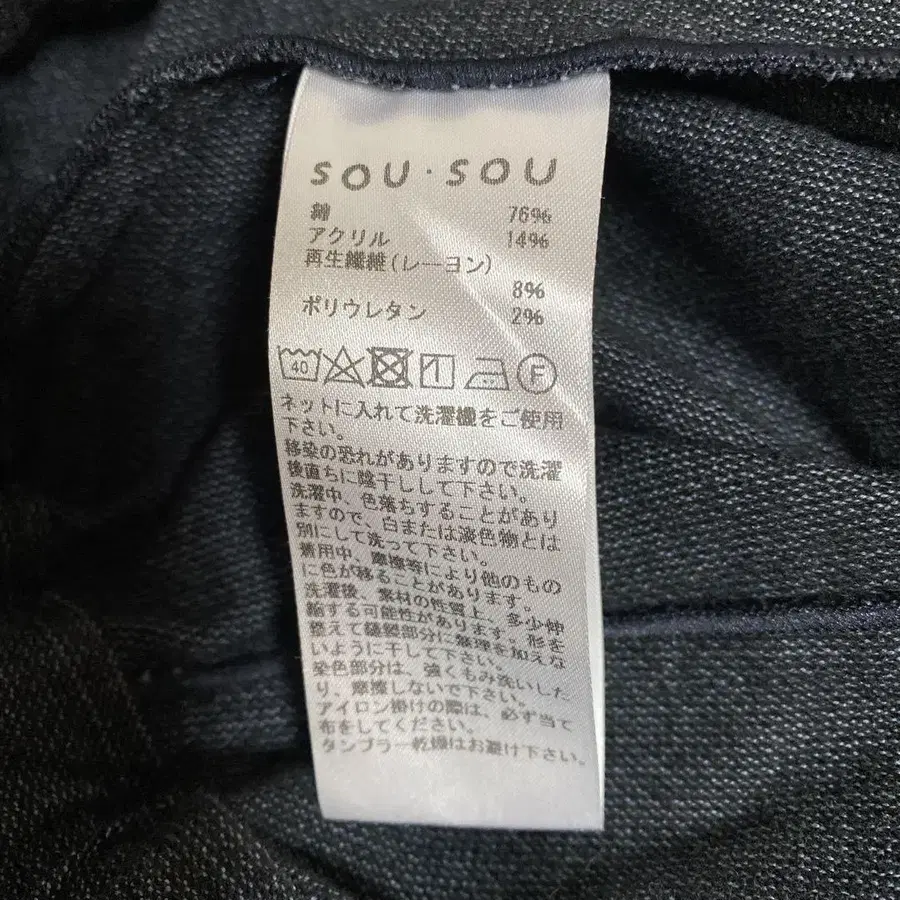 SOU・SOU
綿 76%
アクリル 14%
再生繊維(レーヨン)
8%
ポリウレタン 2%
40 F
ネットに入れて洗濯機をご使用
下さい。
移染の恐れがありますので洗濯
後直ちに陰干しして下さい。
洗濯中、色落ちすることがあり
ますので、白または淡色物とは
別にして洗って下さい。
着用中、摩擦等により他のもの
に色が移ることがあります。
洗濯後、素材の性質上、多少伸
縮する可能性があります。形を
整えて縫製部分に無理を加えな
いように干して下さい。
染色部分は、強くもみ洗いした
り、摩擦しないで下さい。
アイロン掛けの際は、必ず当て
布をしてください。
タンブラー乾燥はお避け下さい。